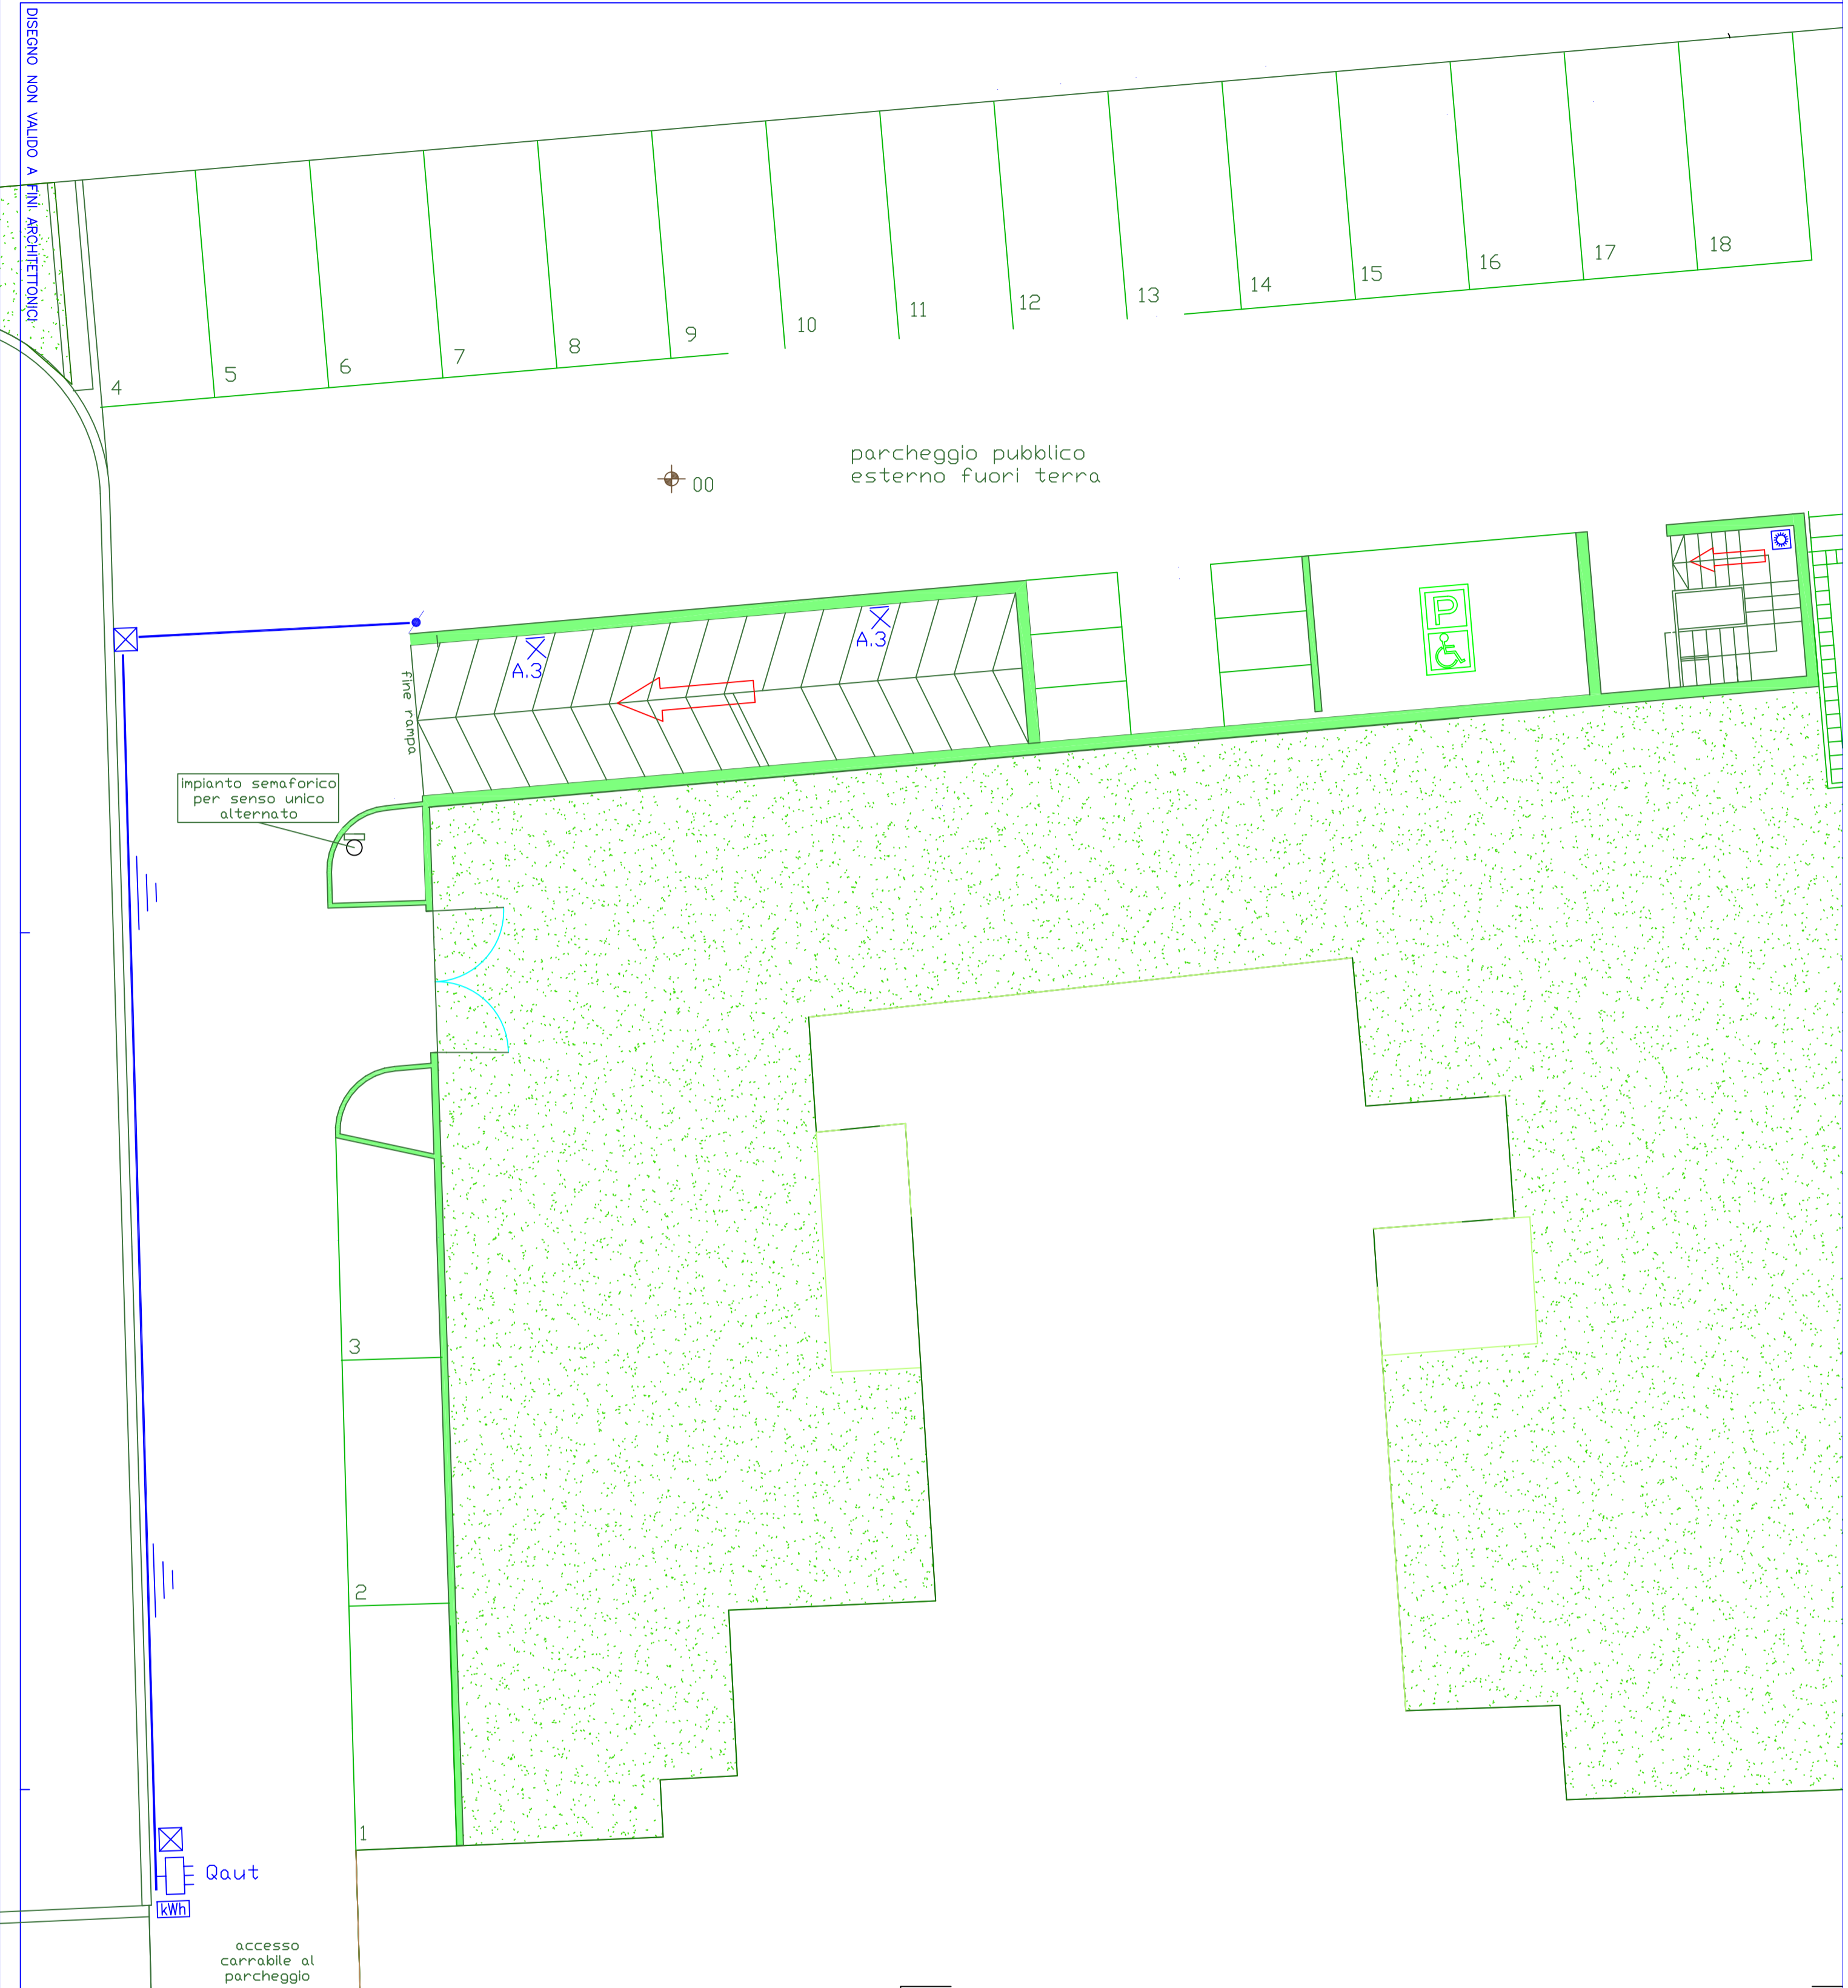 DISEGNO NON VALIDO A FINI ARCHITETTONICI
4
5
6
7
8
9
10
11
12
13
14
15
16
17
18
parcheggio pubblico
esterno fuori terra
00
P
A.3
A.3
fine rampa
impianto semaforico
per senso unico
alternato
3
2
1
Qaut
kWh
accesso
carrabile al
parcheggio